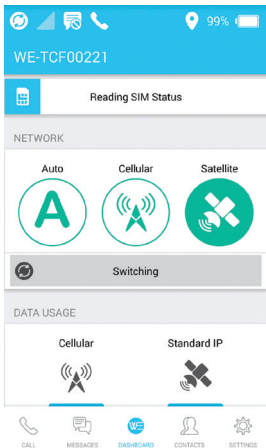 99%
WE-TCF00221
Reading SIM Status
NETWORK
Auto Cellular Satellite
A
Switching
DATA USAGE
Cellular Standard IP
WE
CALL MESSAGES DASHBOARD CONTACTS SETTINGS